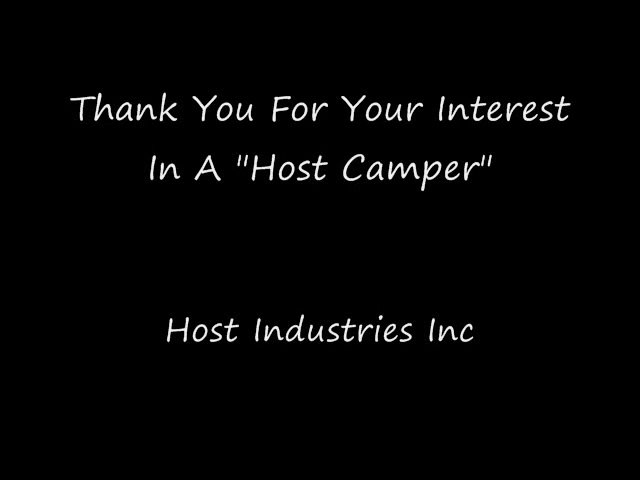 Thank You For Your Interest
In A "Host Camper"
Host Industries Inc